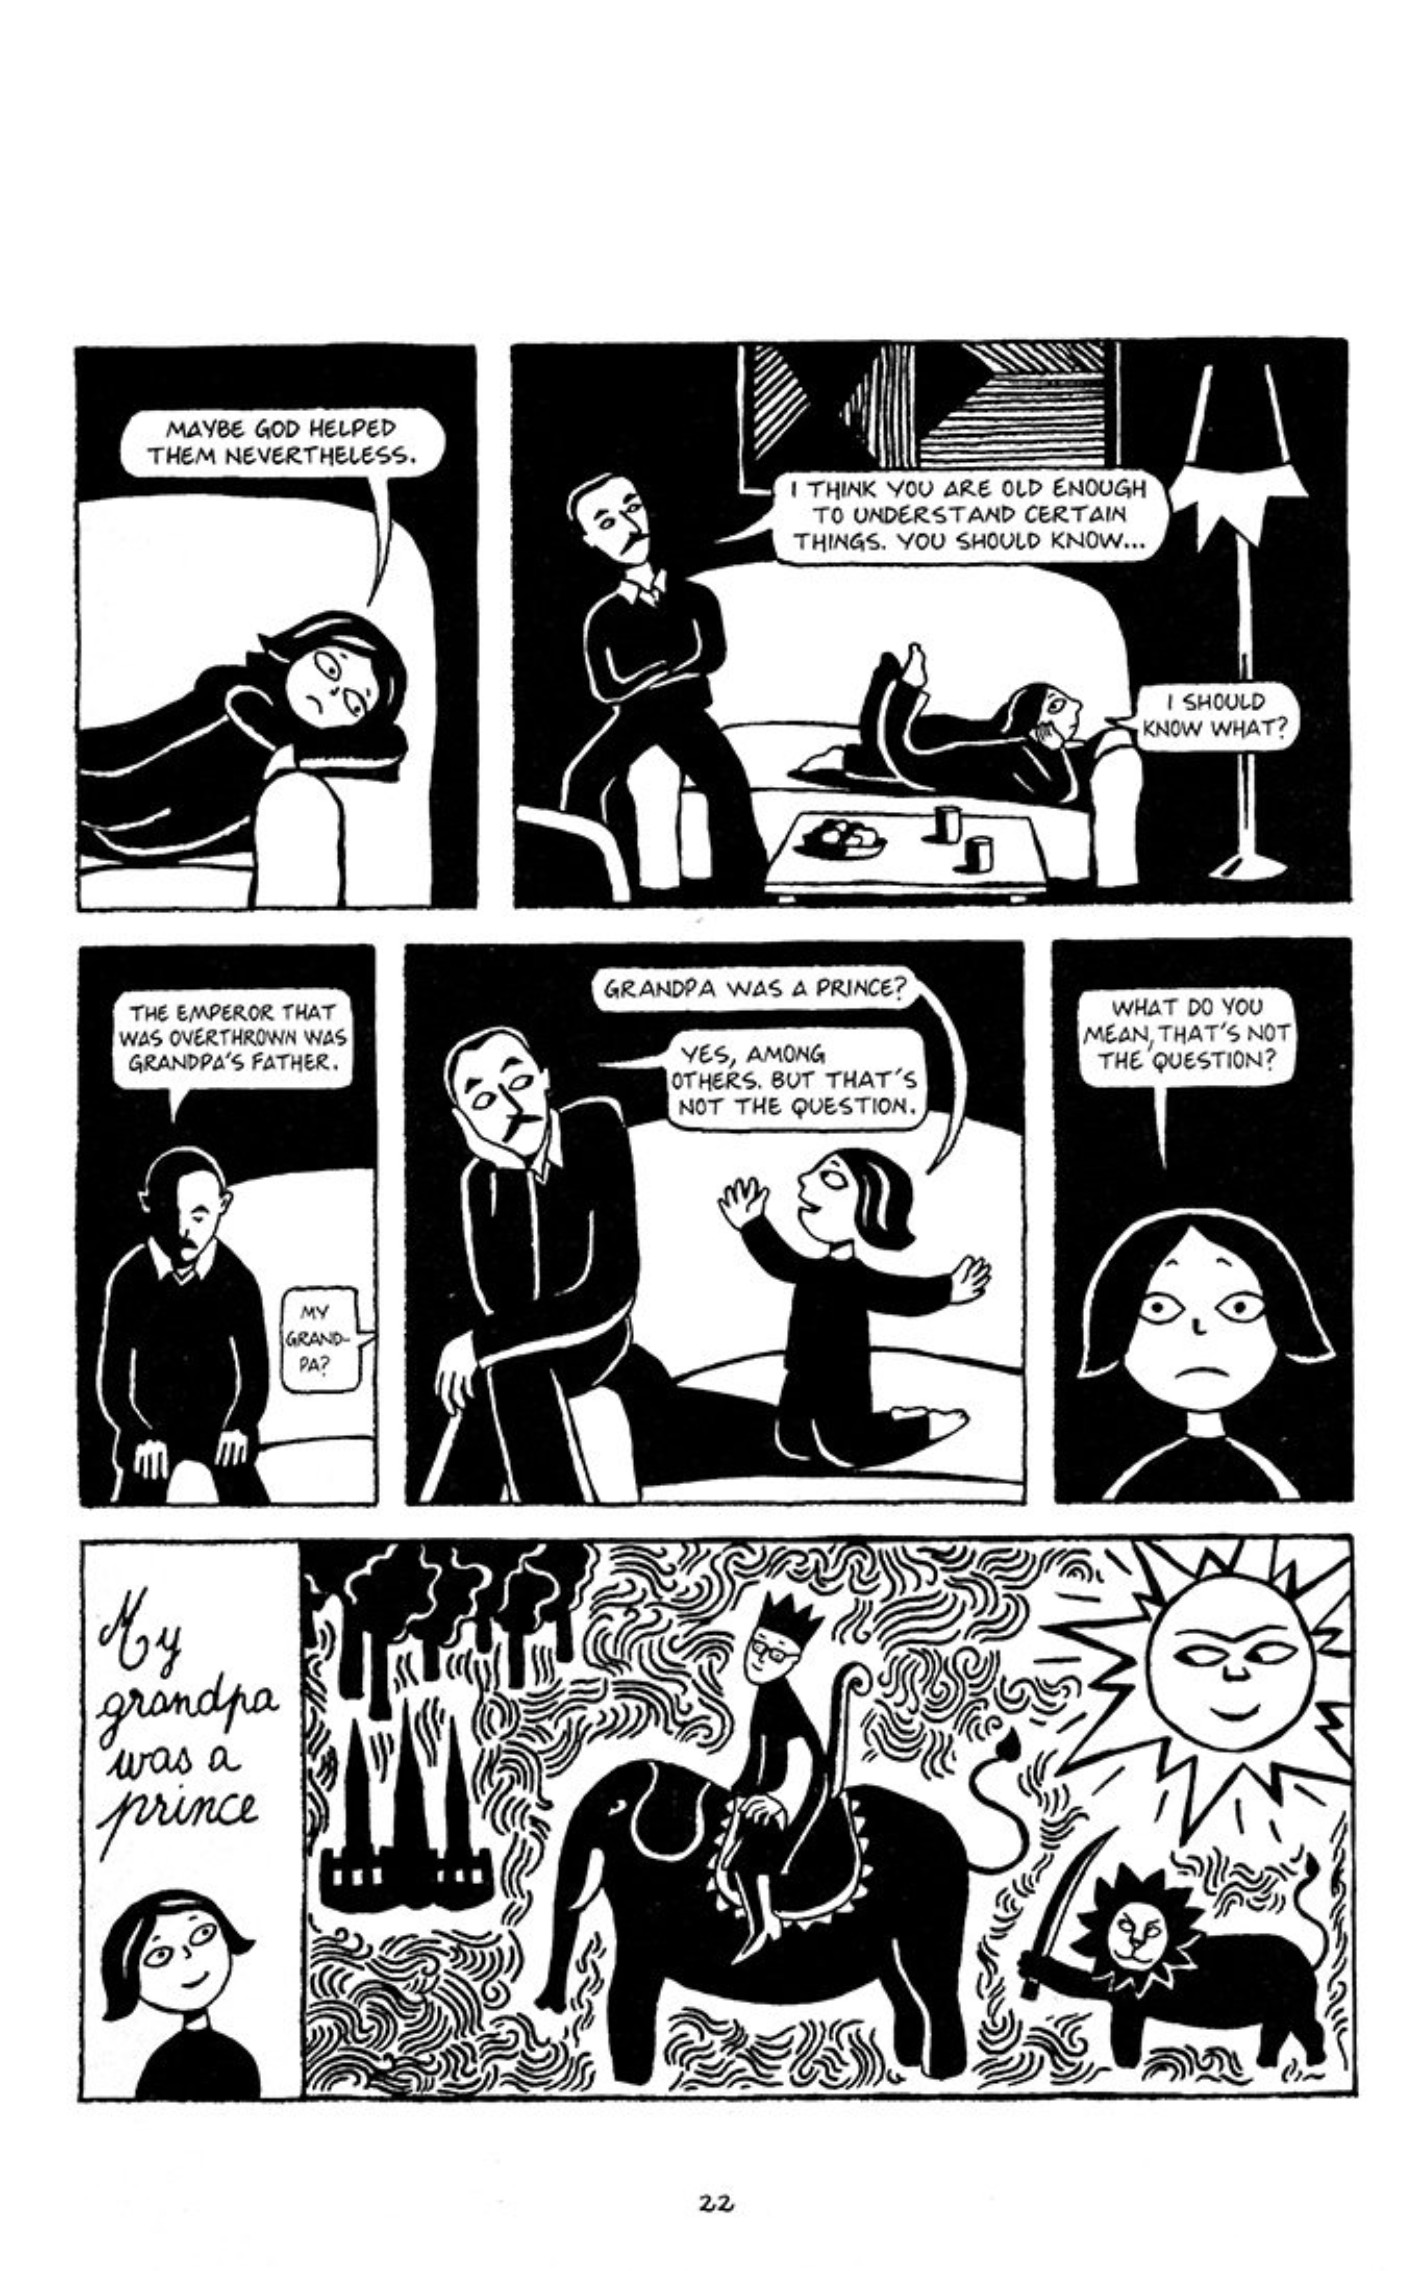 MAYBE GOD HELPED
THEM NEVERTHELESS.
I THINK YOU ARE OLD ENOUGH
TO UNDERSTAND CERTAIN
THINGS. YOU SHOULD KNOW...
I SHOULD
KNOW WHAT?
THE EMPEROR THAT
WAS OVERTHROWN WAS
GRANDPA'S FATHER.
MY
GRAND-
PA?
GRANDPA WAS A PRINCE?
YES, AMONG
OTHERS. BUT THAT'S
NOT THE QUESTION.
WHAT DO YOU
MEAN, THAT'S NOT
THE QUESTION?
My
grandpa
was a
prince
22